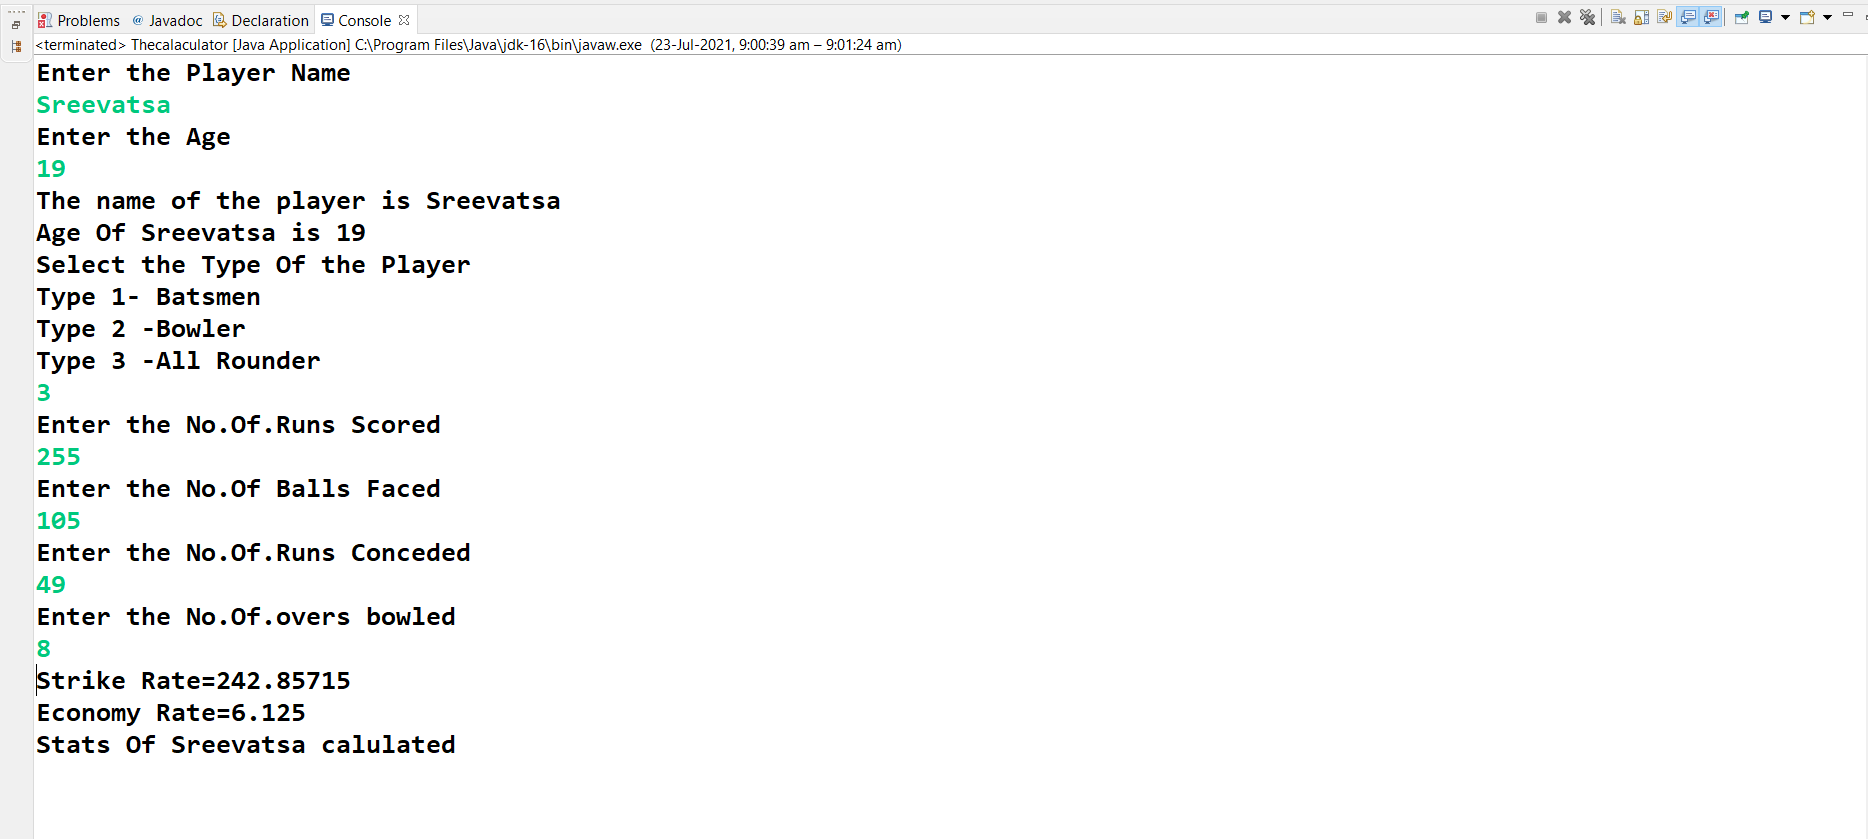 Problems Javadoc Declaration Console
<terminated> Thecalaculator [Java Application] C:\Program Files\Java\jdk-16\bin\javaw.exe (23-Jul-2021, 9:00:39 am – 9:01:24 am)
Enter the Player Name
Sreevatsa
Enter the Age
19
The name of the player is Sreevatsa
Age Of Sreevatsa is 19
Select the Type Of the Player
Type 1- Batsmen
Type 2 -Bowler
Type 3 -All Rounder
3
Enter the No.Of.Runs Scored
255
Enter the No.Of Balls Faced
105
Enter the No.Of.Runs Conceded
49
Enter the No.Of.overs bowled
8
Strike Rate=242.85715
Economy Rate=6.125
Stats Of Sreevatsa calulated